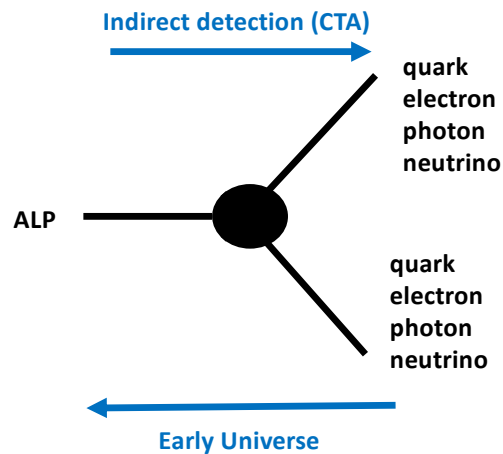 Indirect detection (CTA)
quark
electron
photon
neutrino
ALP
quark
electron
photon
neutrino
Early Universe